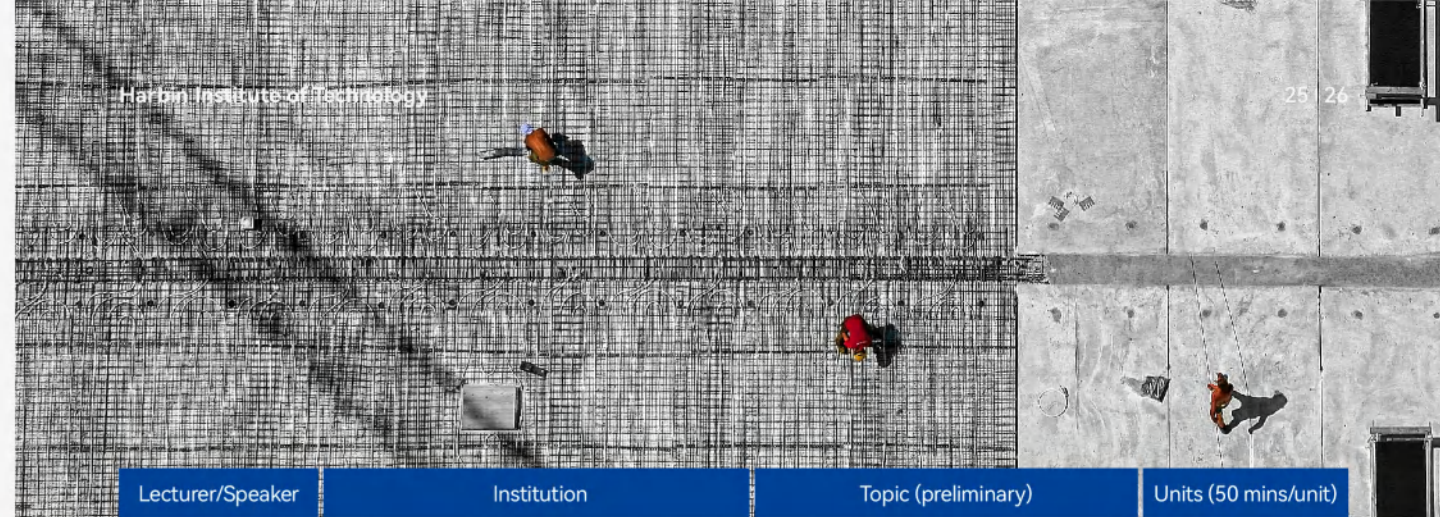 Harbin Institute of Technology
25 | 26
Lecturer/Speaker
Institution
Topic (preliminary)
Units (50 mins/unit)